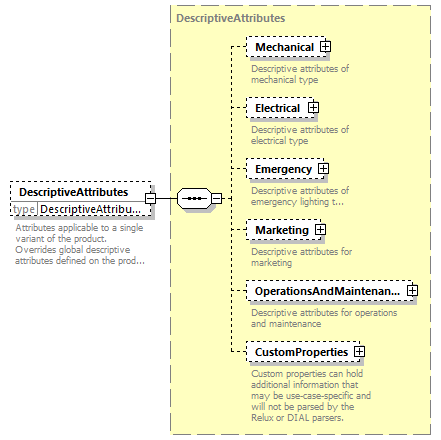 DescriptiveAttributes
Mechanical
Descriptive attributes of
mechanical type
Electrical
Descriptive attributes of
electrical type
Emergency
Descriptive attributes of
emergency lighting t...
DescriptiveAttributes
type DescriptiveAttribu...
Attributes applicable to a single
variant of the product.
Overrides global descriptive
attributes defined on the prod...
Marketing
Descriptive attributes for
marketing
OperationsAndMaintenan...
Descriptive attributes for operations
and maintenance
CustomProperties
Custom properties can hold
additional information that
may be use-case-specific and
will not be parsed by the
Relux or DIAL parsers.